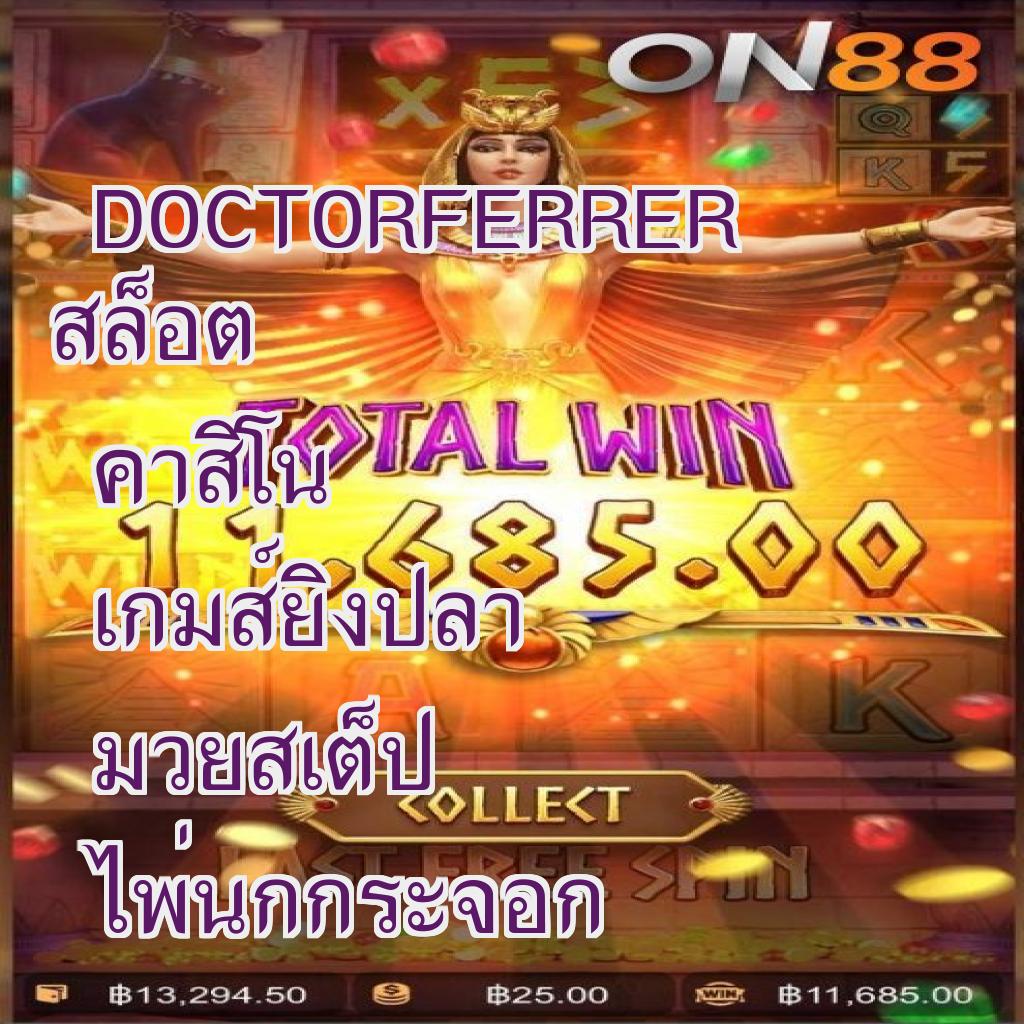 ON88
x53
Q
K
DOCTORFERRER
สล็อต
TOTAL WIN
คาสิโน
11,685.00
เกมส์ยิงปลา
A
K
มวยสเต็ป
COLLECT
LAST FREE SPIN
ไพ่นกกระจอก
฿13,294.50
฿25.00
WIN
฿11,685.00